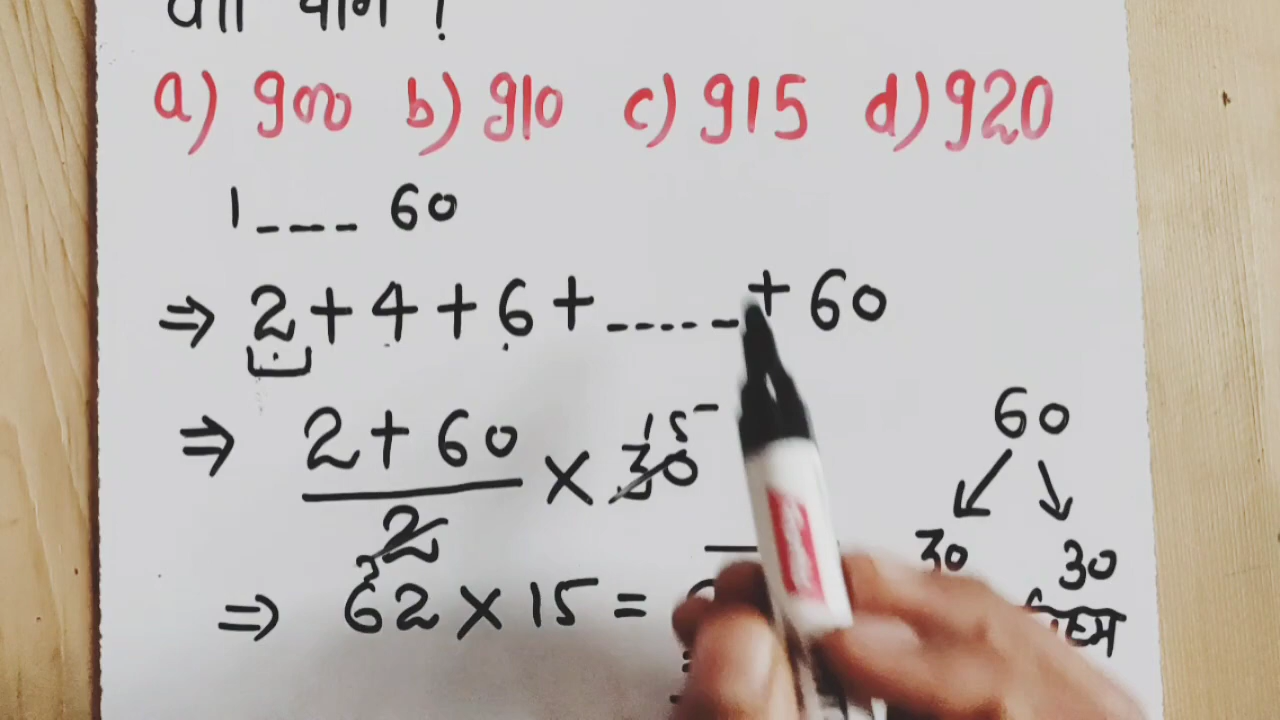 का योग ?
a) 900 b) 910 c) 915 d) 920
1 --- 60
⇒ 2 + 4 + 6 + ----- + 60
⇒ 2 + 60 / 2 × 30 15
60
30 30
⇒ 62 × 15 =